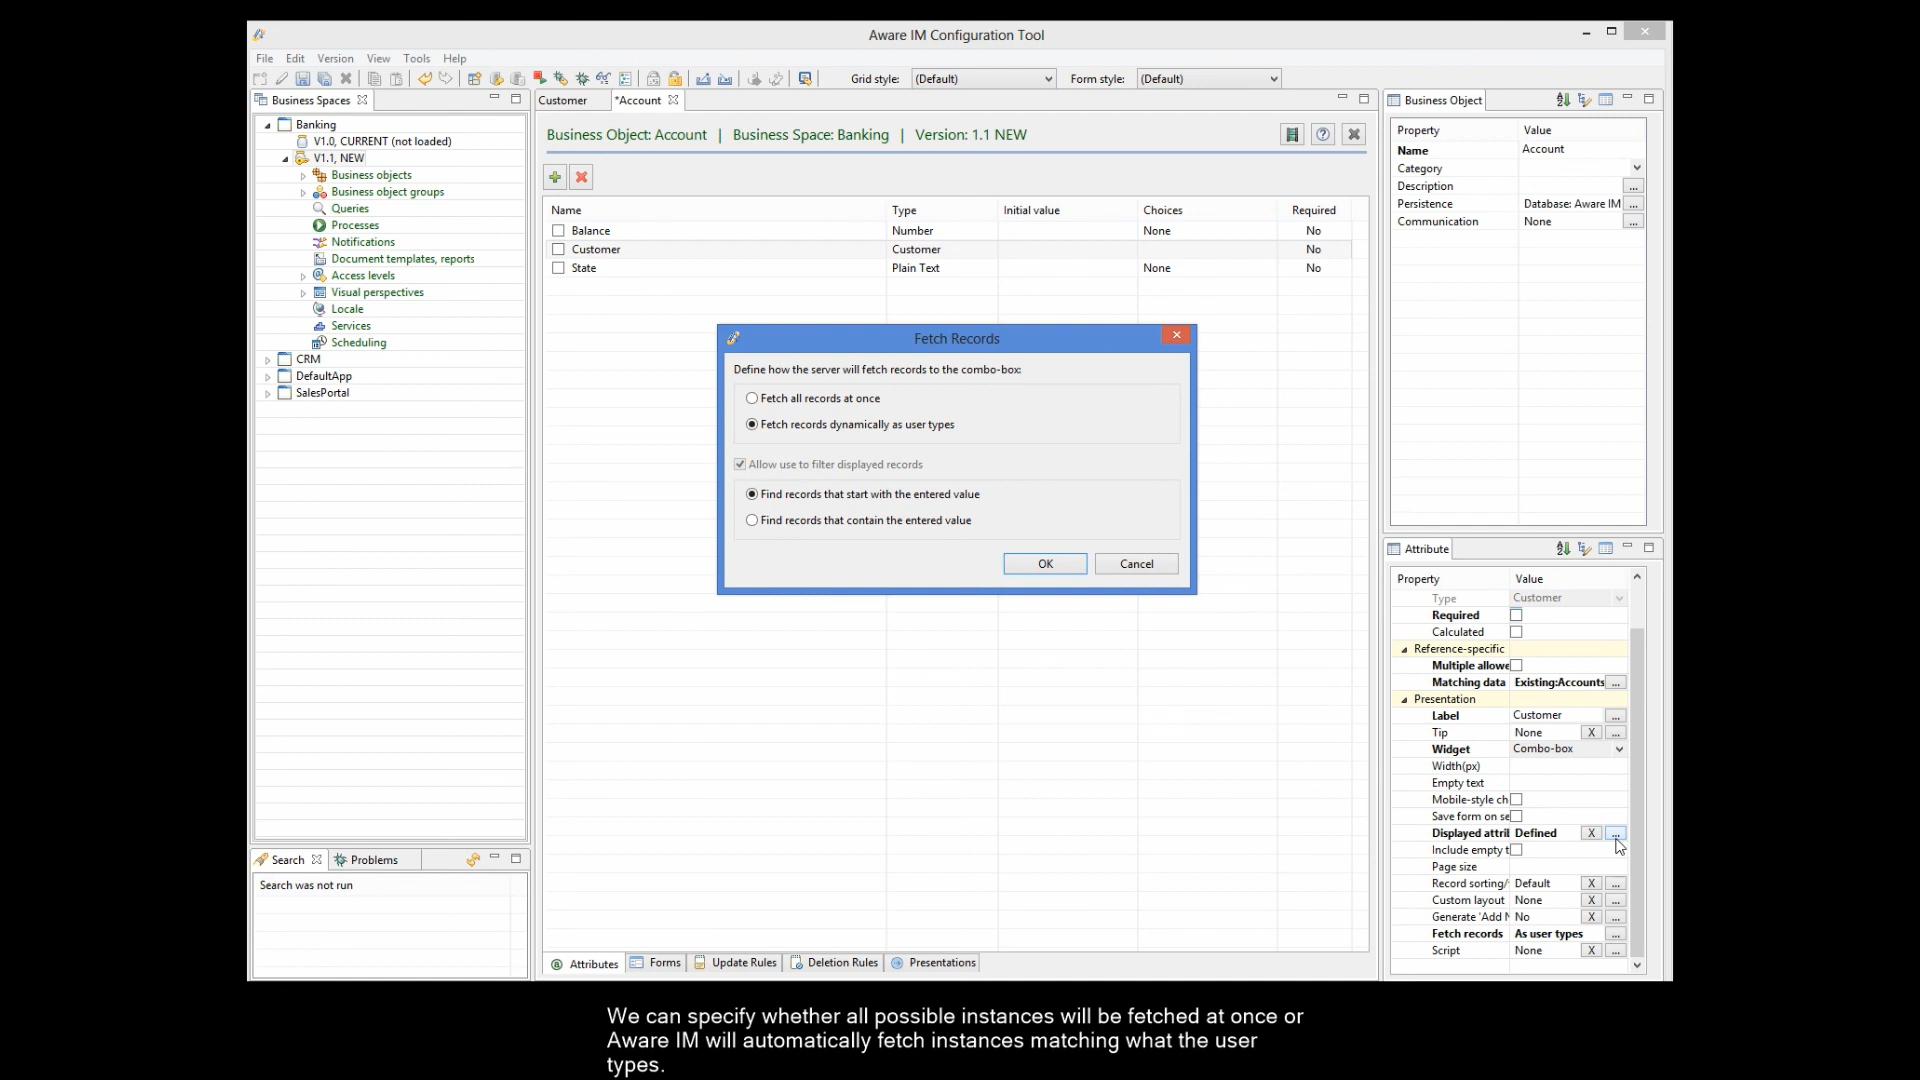 Aware IM Configuration Tool
File Edit Version View Tools Help
Grid style: (Default) Form style: (Default)
Business Spaces
Banking
V1.0, CURRENT (not loaded)
V1.1, NEW
Business objects
Business object groups
Queries
Processes
Notifications
Document templates, reports
Access levels
Visual perspectives
Locale
Services
Scheduling
CRM
DefaultApp
SalesPortal
Search Problems
Search was not run
Customer *Account
Business Object: Account | Business Space: Banking | Version: 1.1 NEW
Name Type Initial value Choices Required
Balance Number None No
Customer Customer No
State Plain Text None No
Fetch Records
Define how the server will fetch records to the combo-box:
Fetch all records at once
Fetch records dynamically as user types
Allow use to filter displayed records
Find records that start with the entered value
Find records that contain the entered value
OK Cancel
Attributes Forms Update Rules Deletion Rules Presentations
Business Object
Property Value
Name Account
Category
Description ...
Persistence Database: Aware IM ...
Communication None ...
Attribute
Property Value
Type Customer
Required
Calculated
Reference-specific
Multiple allowe
Matching data Existing:Accounts ...
Presentation
Label Customer ...
Tip None X ...
Widget Combo-box
Width(px)
Empty text
Mobile-style ch
Save form on se
Displayed attril Defined X ...
Include empty t
Page size
Record sorting/ Default X ...
Custom layout None X ...
Generate 'Add N No X ...
Fetch records As user types ...
Script None X ...
We can specify whether all possible instances will be fetched at once or
Aware IM will automatically fetch instances matching what the user
types.